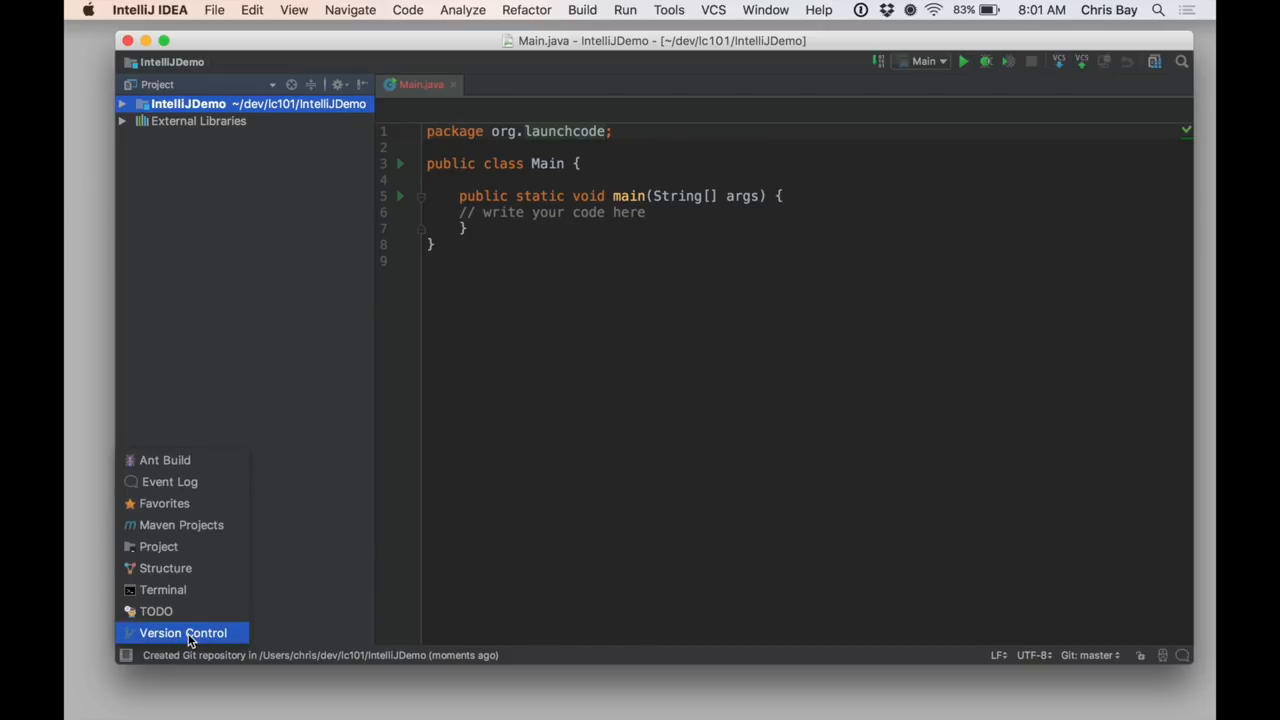 IntelliJ IDEA File Edit View Navigate Code Analyze Refactor Build Run Tools VCS Window Help 83% 8:01 AM Chris Bay
Main.java - IntelliJDemo - [~/dev/lc101/IntelliJDemo]
IntelliJDemo Main VCS VCS
Project Main.java
IntelliJDemo ~/dev/lc101/IntelliJDemo
External Libraries
1 package org.launchcode;
2
3 public class Main {
4
5 public static void main(String[] args) {
6 // write your code here
7 }
8 }
9
Ant Build
Event Log
Favorites
Maven Projects
Project
Structure
Terminal
TODO
Version Control
Created Git repository in /Users/chris/dev/lc101/IntelliJDemo (moments ago) LF UTF-8 Git: master